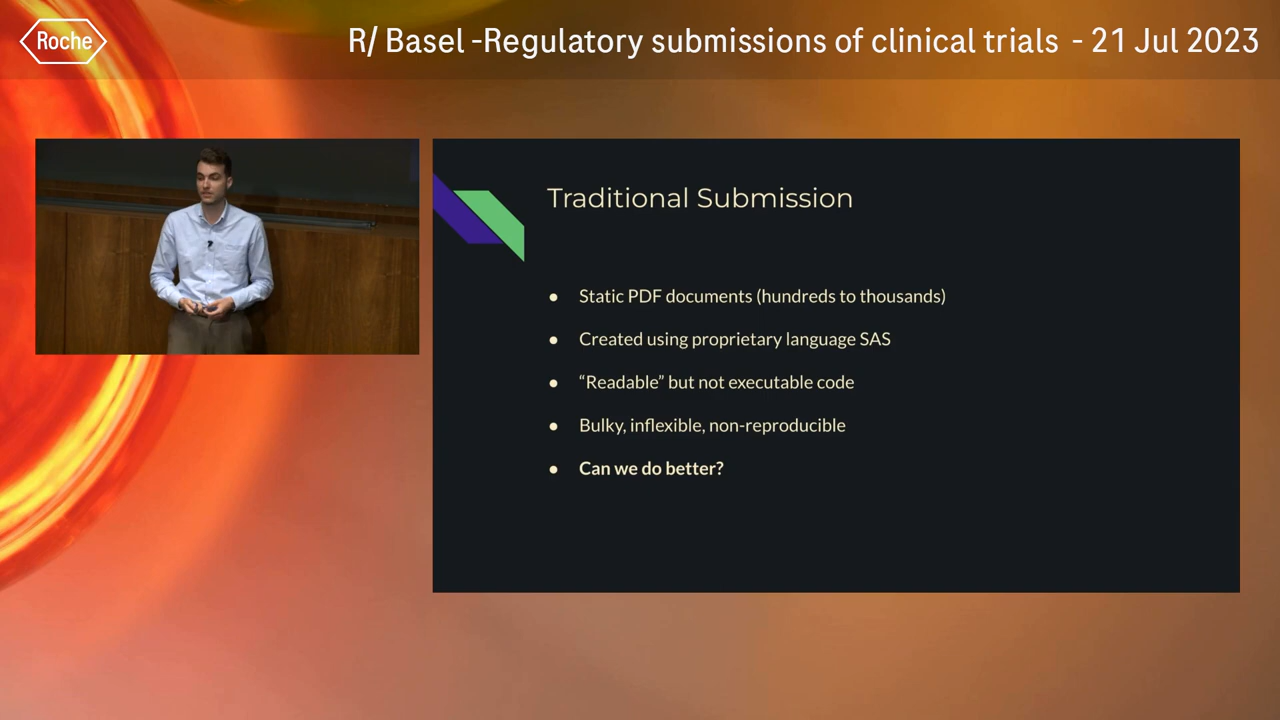 Roche
R/ Basel -Regulatory submissions of clinical trials - 21 Jul 2023
Traditional Submission
● Static PDF documents (hundreds to thousands)
● Created using proprietary language SAS
● “Readable” but not executable code
● Bulky, inflexible, non-reproducible
● Can we do better?